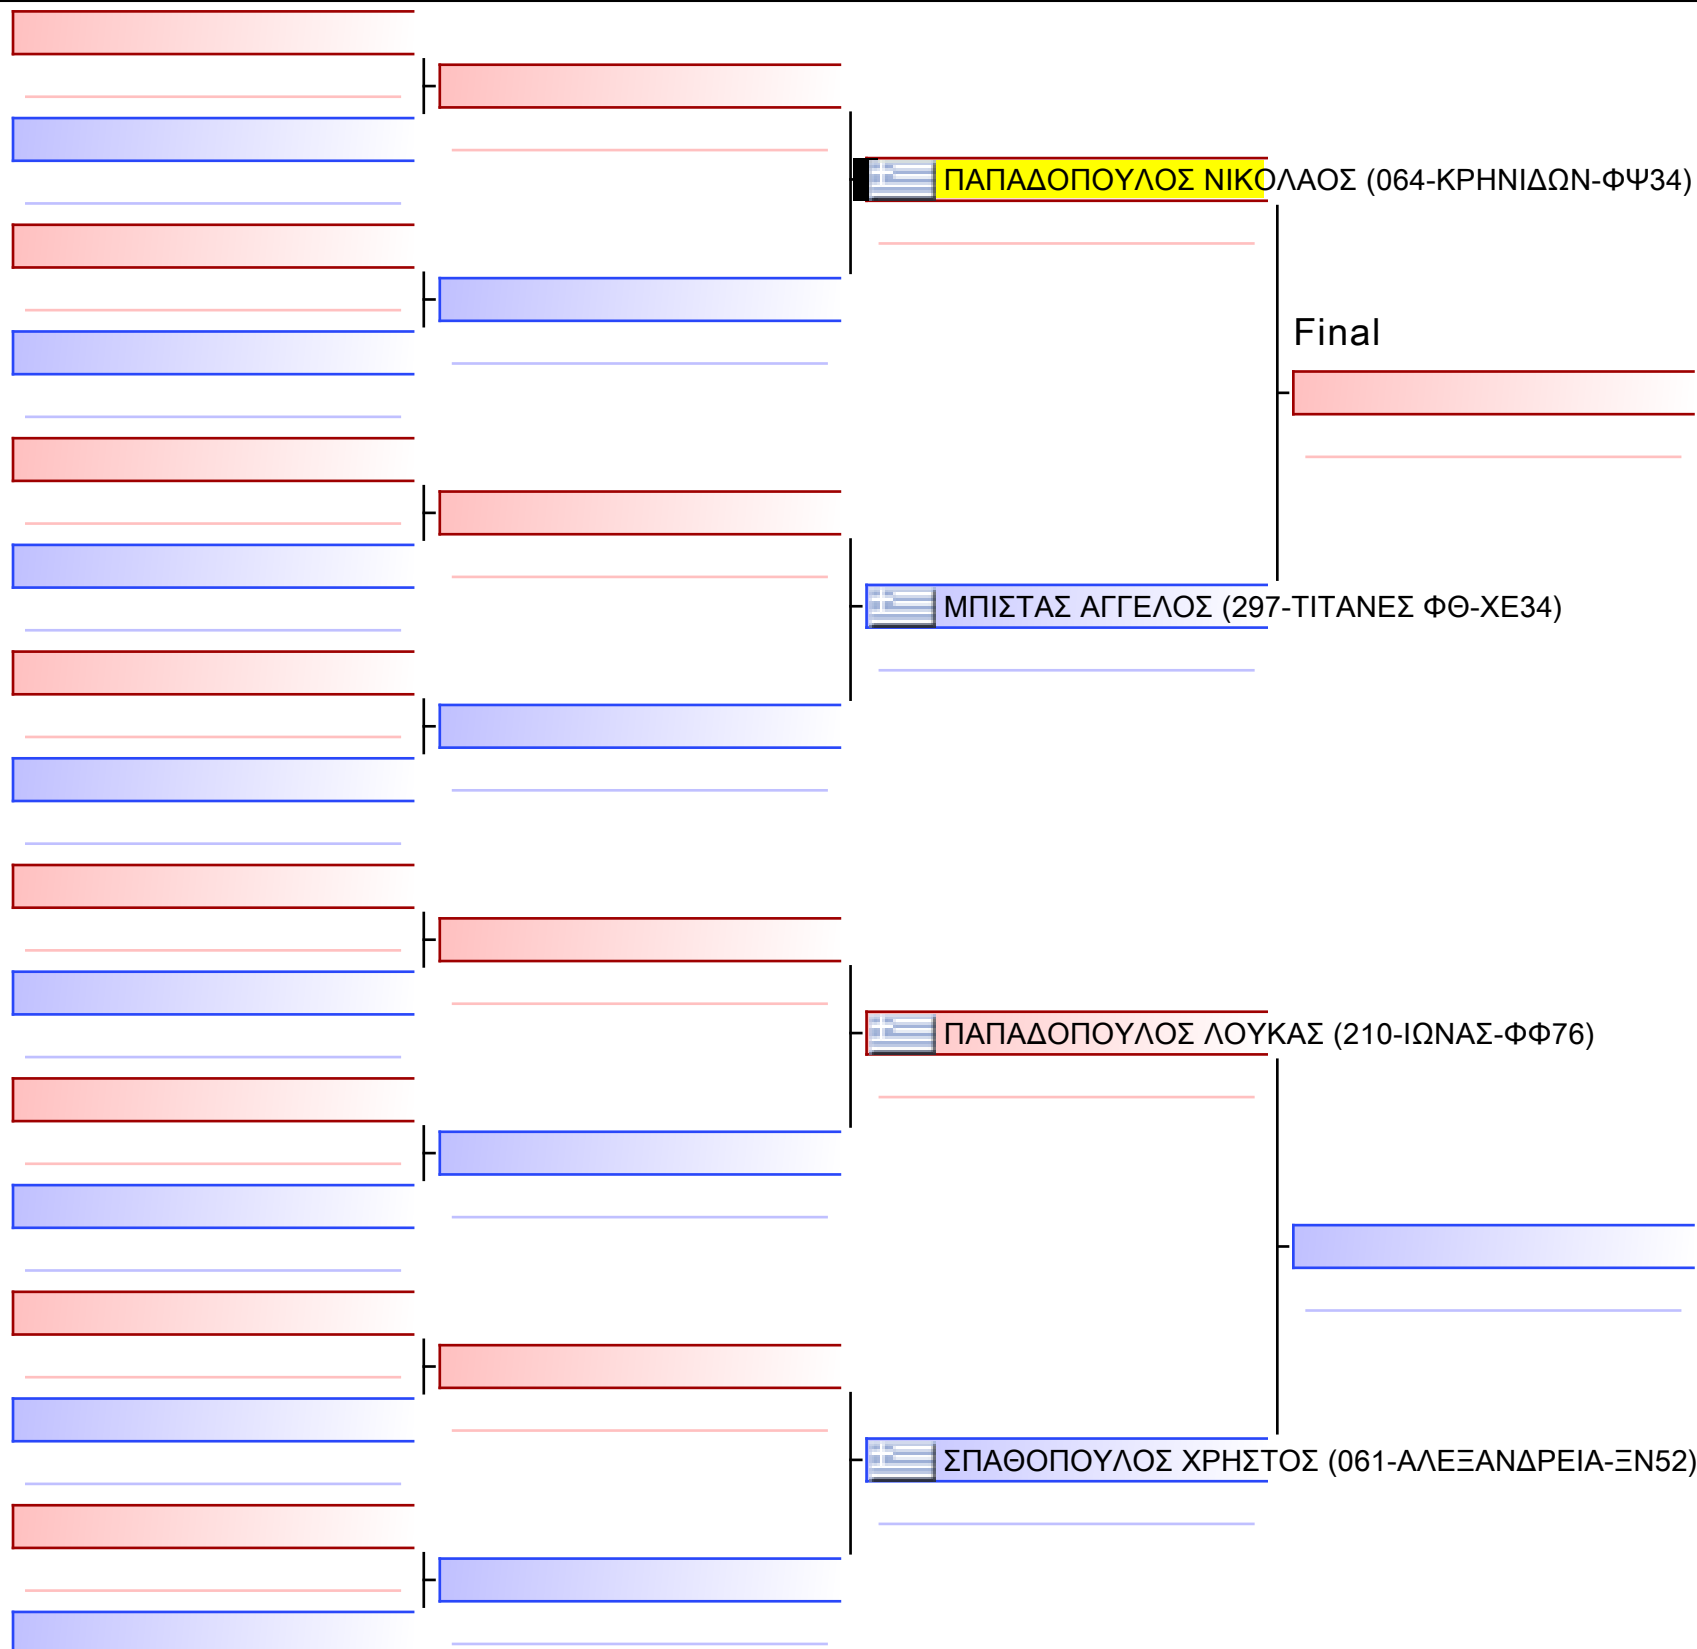 ΠΑΠΑΔΟΠΟΥΛΟΣ ΝΙΚΟΛΑΟΣ (064-ΚΡΗΝΙΔΩΝ-ΦΨ34)
Final
ΜΠΙΣΤΑΣ ΑΓΓΕΛΟΣ (297-ΤΙΤΑΝΕΣ ΦΘ-ΧΕ34)
ΠΑΠΑΔΟΠΟΥΛΟΣ ΛΟΥΚΑΣ (210-ΙΩΝΑΣ-ΦΦ76)
ΣΠΑΘΟΠΟΥΛΟΣ ΧΡΗΣΤΟΣ (061-ΑΛΕΞΑΝΔΡΕΙΑ-ΞΝ52)